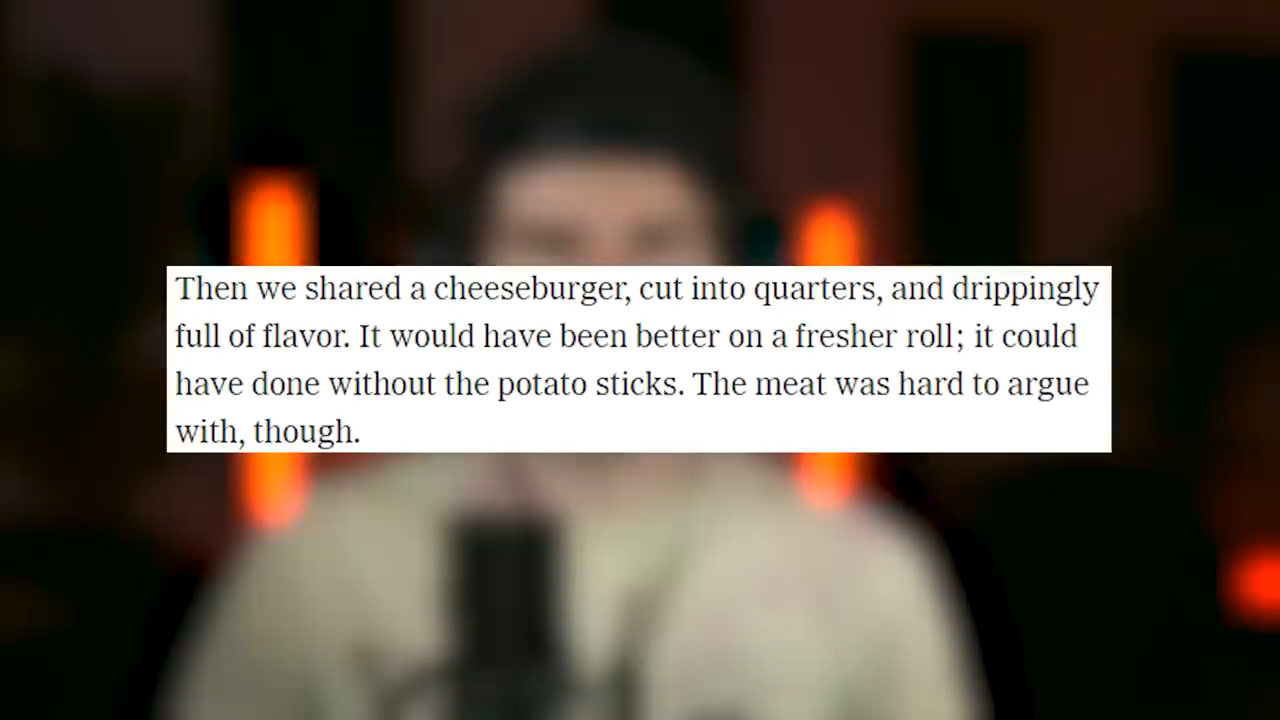 Then we shared a cheeseburger, cut into quarters, and drippingly
full of flavor. It would have been better on a fresher roll; it could
have done without the potato sticks. The meat was hard to argue
with, though.